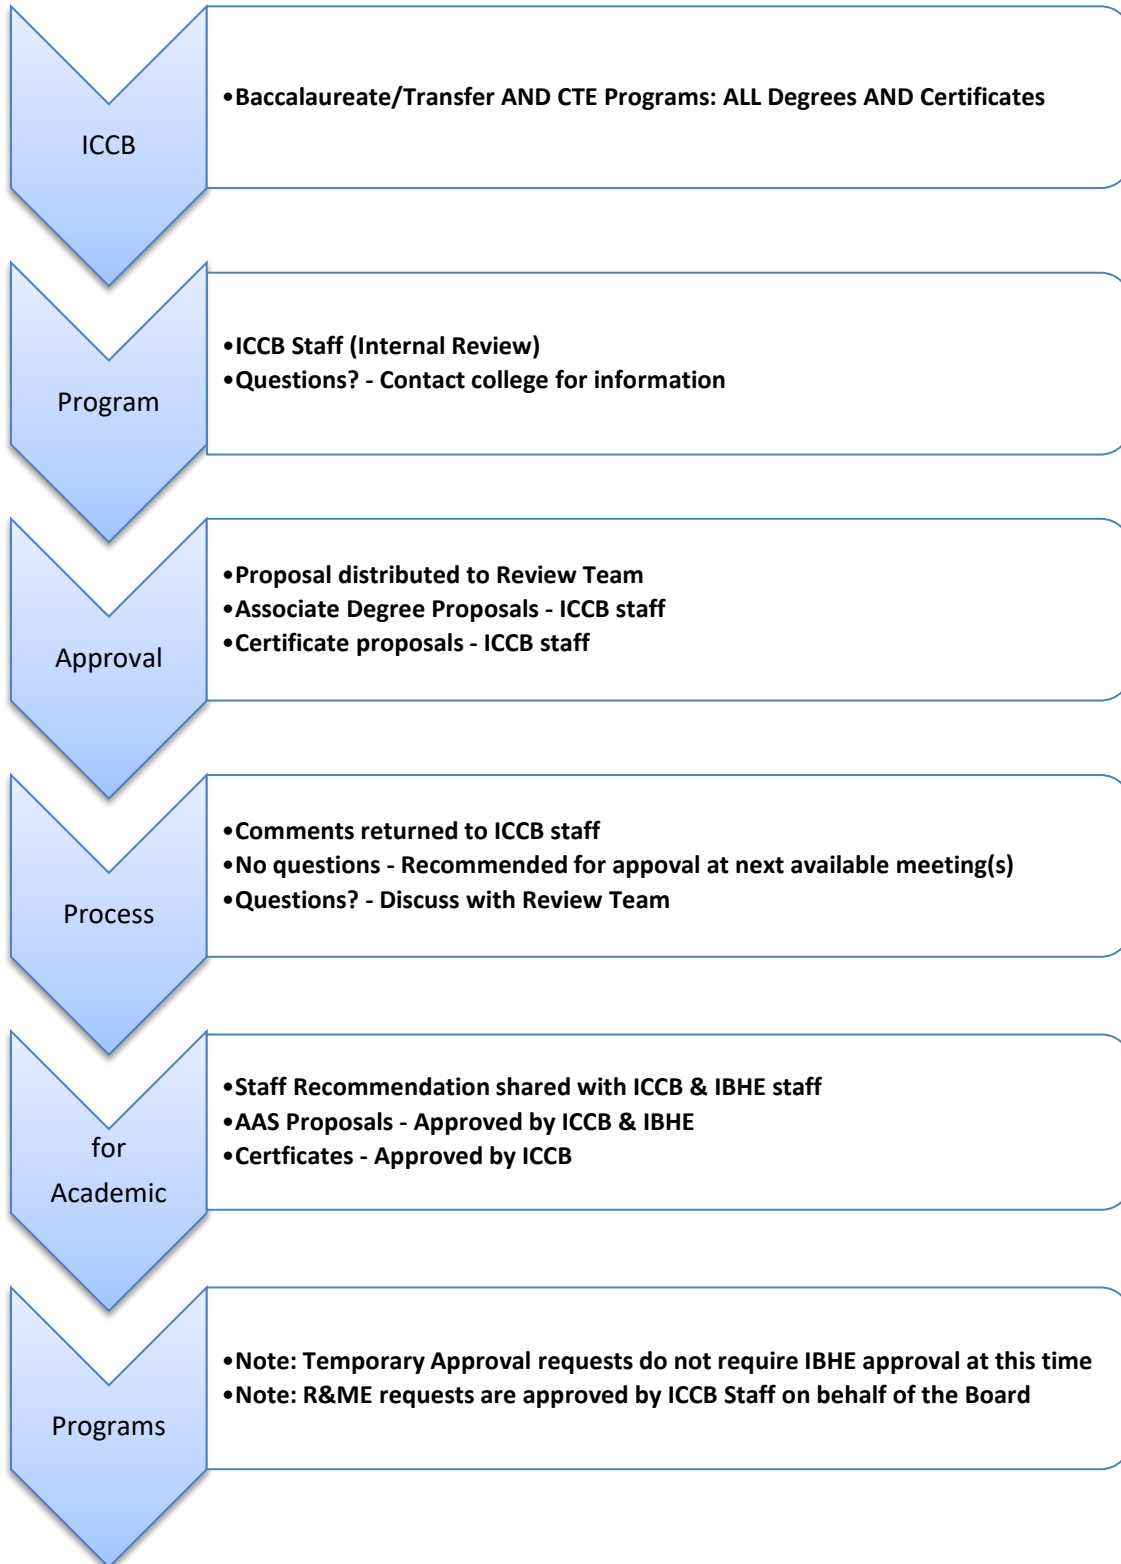 ICCB
•Baccalaureate/Transfer AND CTE Programs: ALL Degrees AND Certificates
Program
•ICCB Staff (Internal Review)
•Questions? - Contact college for information
Approval
•Proposal distributed to Review Team
•Associate Degree Proposals - ICCB staff
•Certificate proposals - ICCB staff
Process
•Comments returned to ICCB staff
•No questions - Recommended for appoval at next available meeting(s)
•Questions? - Discuss with Review Team
for
Academic
•Staff Recommendation shared with ICCB & IBHE staff
•AAS Proposals - Approved by ICCB & IBHE
•Certficates - Approved by ICCB
Programs
•Note: Temporary Approval requests do not require IBHE approval at this time
•Note: R&ME requests are approved by ICCB Staff on behalf of the Board